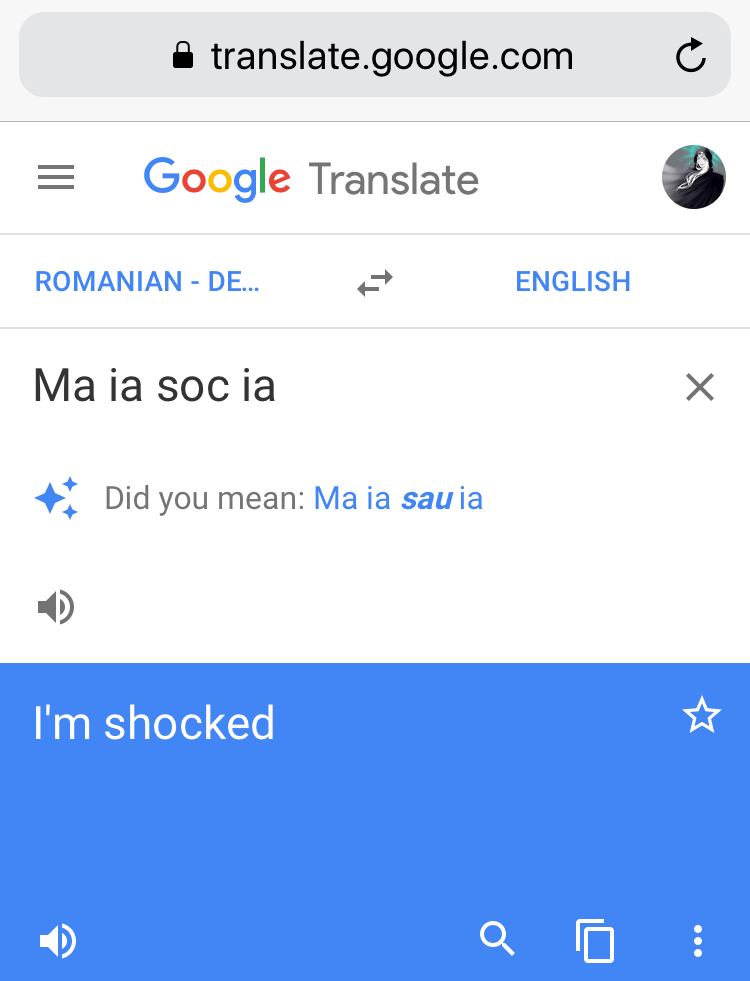 translate.google.com
Google Translate
ROMANIAN - DE... ENGLISH
Ma ia soc ia
Did you mean: Ma ia sau ia
I'm shocked